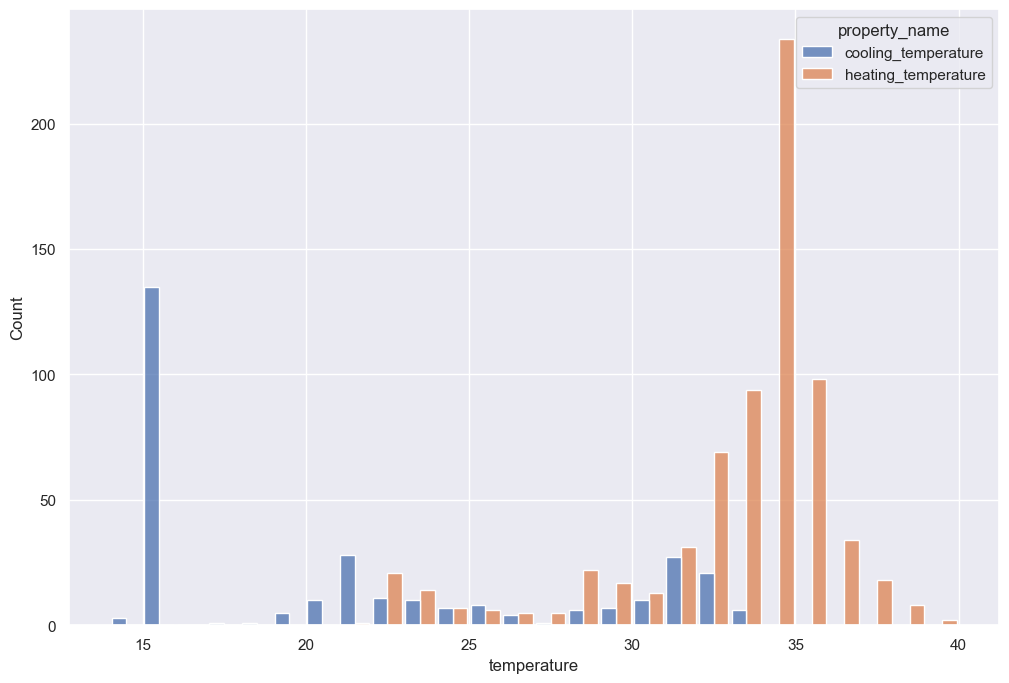 property_name
cooling_temperature
heating_temperature
200
150
100
50
0
Count
15 20 25 30 35 40
temperature